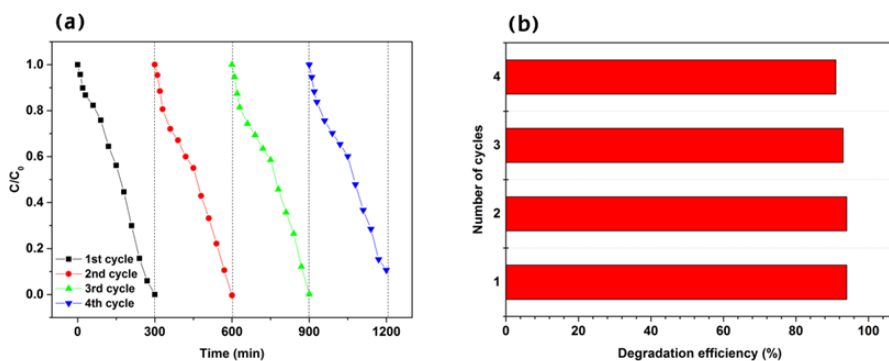 (a)
1.0
0.8
0.6
0.4
0.2
0.0
C/C0
1st cycle
2nd cycle
3rd cycle
4th cycle
0 300 600 900 1200
Time (min)
(b)
4
3
2
1
Number of cycles
0 20 40 60 80 100
Degradation efficiency (%)